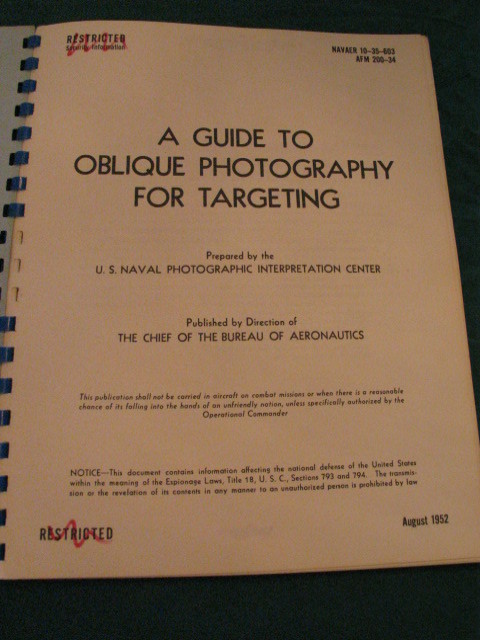 RESTRICTED
Security Information
NAVAER 10-35-603
AFM 200-34
A GUIDE TO
OBLIQUE PHOTOGRAPHY
FOR TARGETING
Prepared by the
U. S. NAVAL PHOTOGRAPHIC INTERPRETATION CENTER
Published by Direction of
THE CHIEF OF THE BUREAU OF AERONAUTICS
This publication shall not be carried in aircraft on combat missions or when there is a reasonable
chance of its falling into the hands of an unfriendly nation, unless specifically authorized by the
Operational Commander
NOTICE—This document contains information affecting the national defense of the United States
within the meaning of the Espionage Laws, Title 18, U. S. C., Sections 793 and 794. The transmis-
sion or the revelation of its contents in any manner to an unauthorized person is prohibited by law
RESTRICTED
August 1952